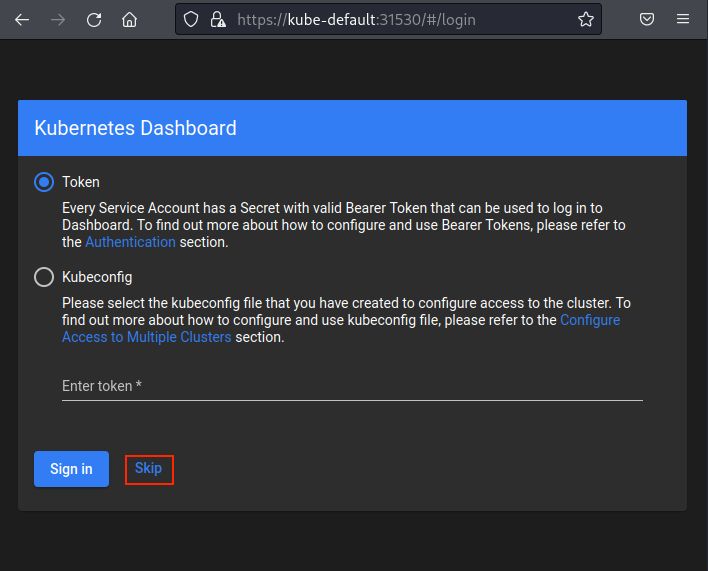 https://kube-default:31530/#/login
Kubernetes Dashboard
Token
Every Service Account has a Secret with valid Bearer Token that can be used to log in to
Dashboard. To find out more about how to configure and use Bearer Tokens, please refer to
the Authentication section.
Kubeconfig
Please select the kubeconfig file that you have created to configure access to the cluster. To
find out more about how to configure and use kubeconfig file, please refer to the Configure
Access to Multiple Clusters section.
Enter token *
Sign in Skip